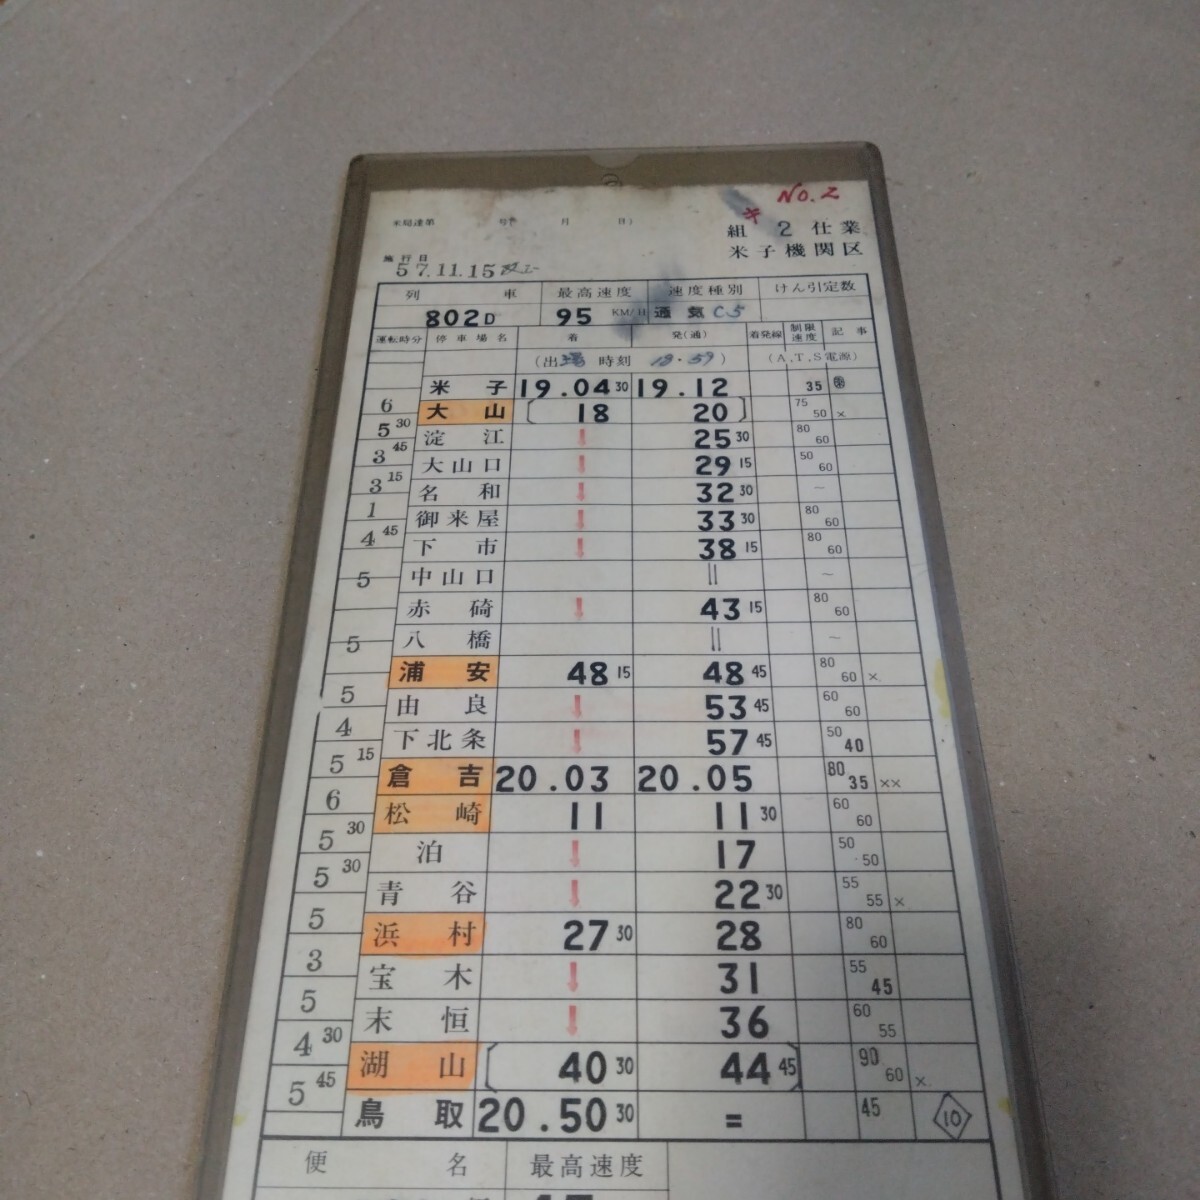 No. 2
米局達第 号( 月 日)
組 2 仕業
米子機関区
施行日
57.11.15
列車 最高速度 速度種別 けん引定数
802D 95 KM/H 通気 C5
運転時分 停車場名 着 発(通) 着発線 制限速度 記事
(出場時刻 18.59) (A,T,S電源)
米子 19.04 30 19.12 35
6 大山 [18 20] 75 50 ×
5 30 淀江 ↓ 25 30 80 60
3 45 大山口 ↓ 29 15 50 60
3 15 名和 ↓ 32 30 ~
1 御来屋 ↓ 33 30 80 60
4 45 下市 ↓ 38 15 80 60
中山口 || ~
5 赤碕 ↓ 43 15 80 60
八橋 || ~
5 浦安 48 15 48 45 80 60 ×
5 由良 ↓ 53 45 60 60
4 下北条 ↓ 57 45 50 40
5 15 倉吉 20.03 20.05 80 35 ××
6 松崎 11 11 30 60 60
5 30 泊 ↓ 17 50 50
5 30 青谷 ↓ 22 30 55 55 ×
5 浜村 27 30 28 80 60
3 宝木 ↓ 31 55 45
5 末恒 ↓ 36 60 55
4 30 湖山 [40 30 44 45] 90 60 ×
5 45 鳥取 20.50 30 = 45 10
便名 最高速度